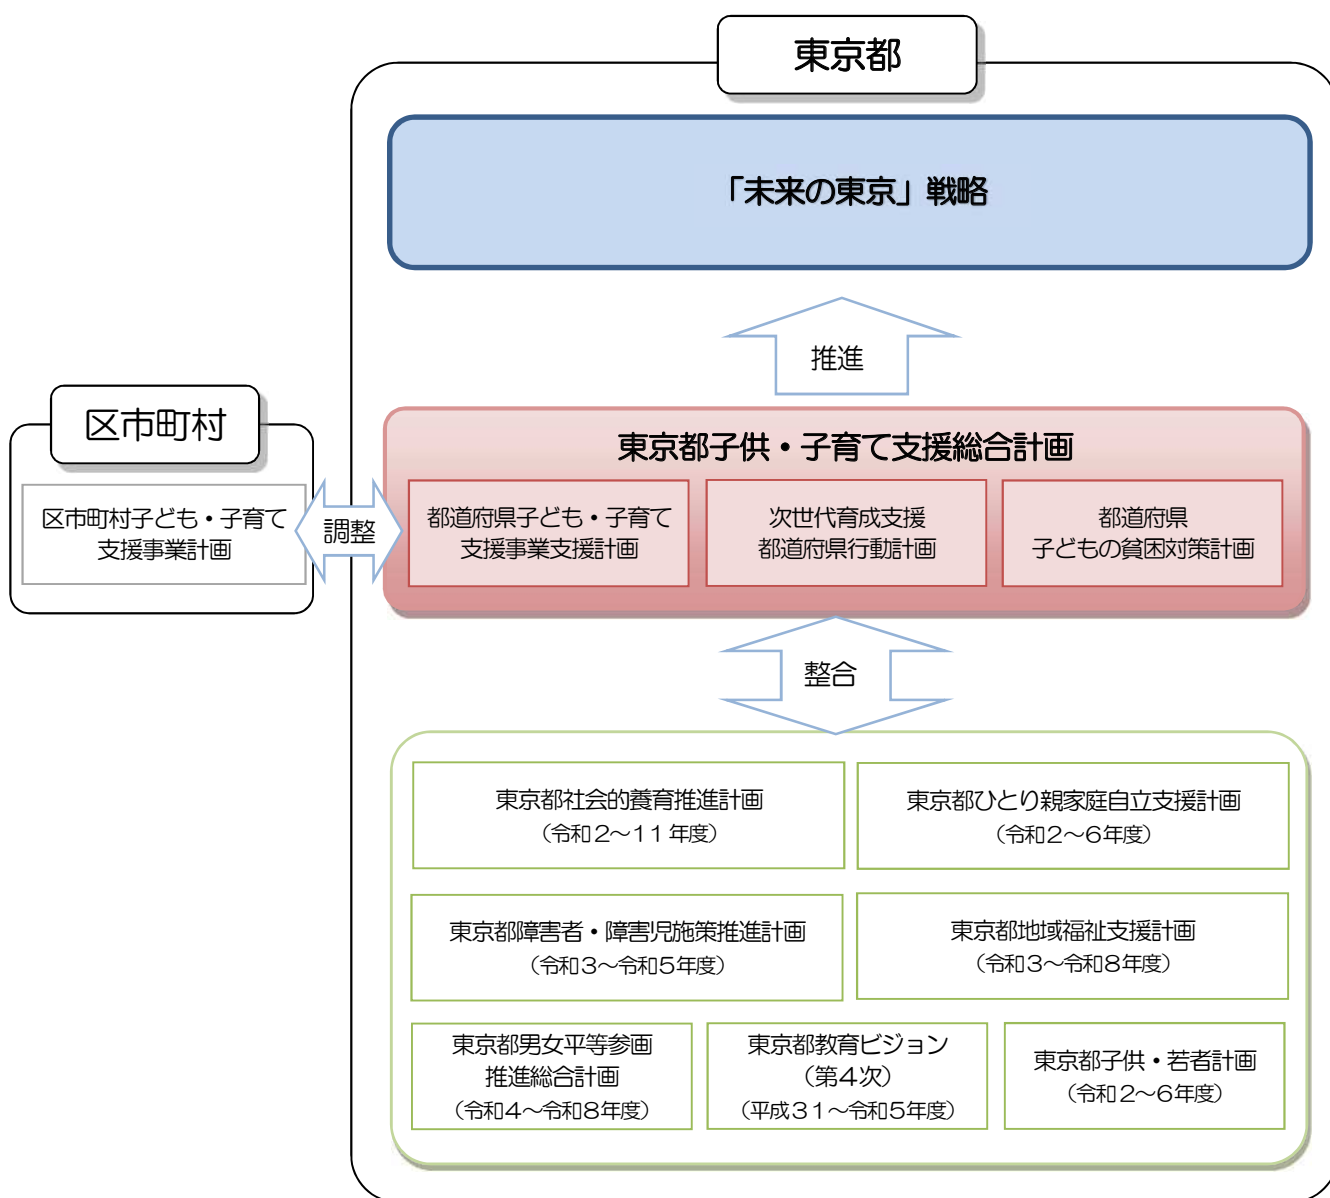 東京都
「未来の東京」戦略
推進
区市町村
区市町村子ども・子育て
支援事業計画
調整
東京都子供・子育て支援総合計画
都道府県子ども・子育て
支援事業支援計画
次世代育成支援
都道府県行動計画
都道府県
子どもの貧困対策計画
整合
東京都社会的養育推進計画
（令和２～１１年度）
東京都ひとり親家庭自立支援計画
（令和２～６年度）
東京都障害者・障害児施策推進計画
（令和３～令和５年度）
東京都地域福祉支援計画
（令和３～令和８年度）
東京都男女平等参画
推進総合計画
（令和４～令和８年度）
東京都教育ビジョン
（第４次）
（平成３１～令和５年度）
東京都子供・若者計画
（令和２～６年度）